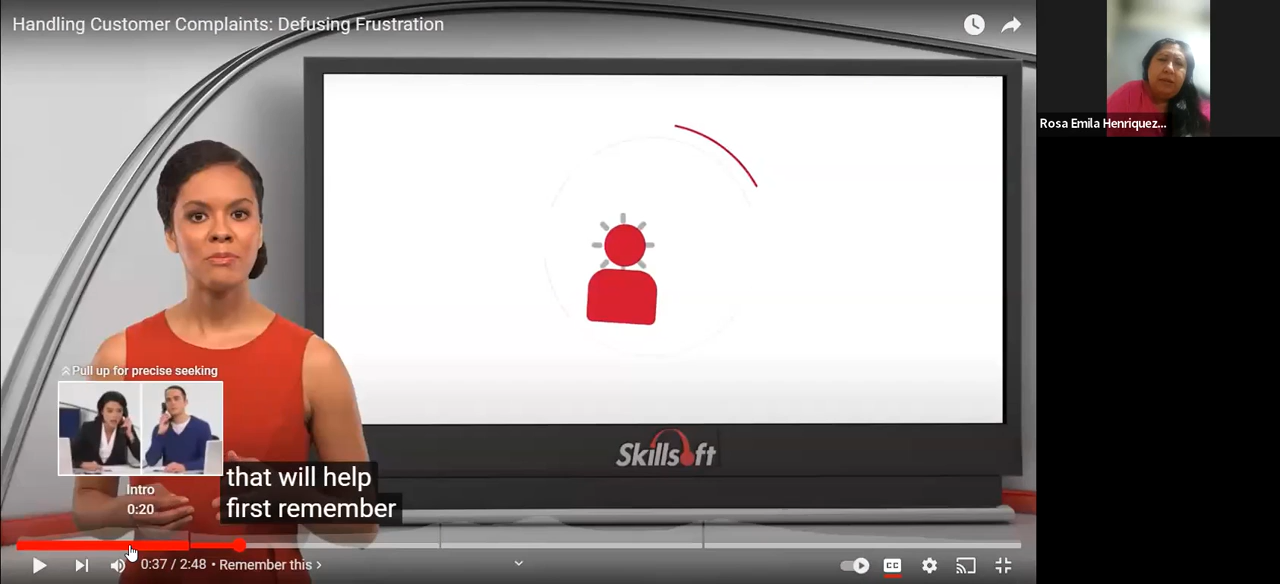 Handling Customer Complaints: Defusing Frustration
Rosa Emila Henriquez...
Skillsoft
Pull up for precise seeking
that will help
first remember
Intro
0:20
0:37 / 2:48 • Remember this ›
CC